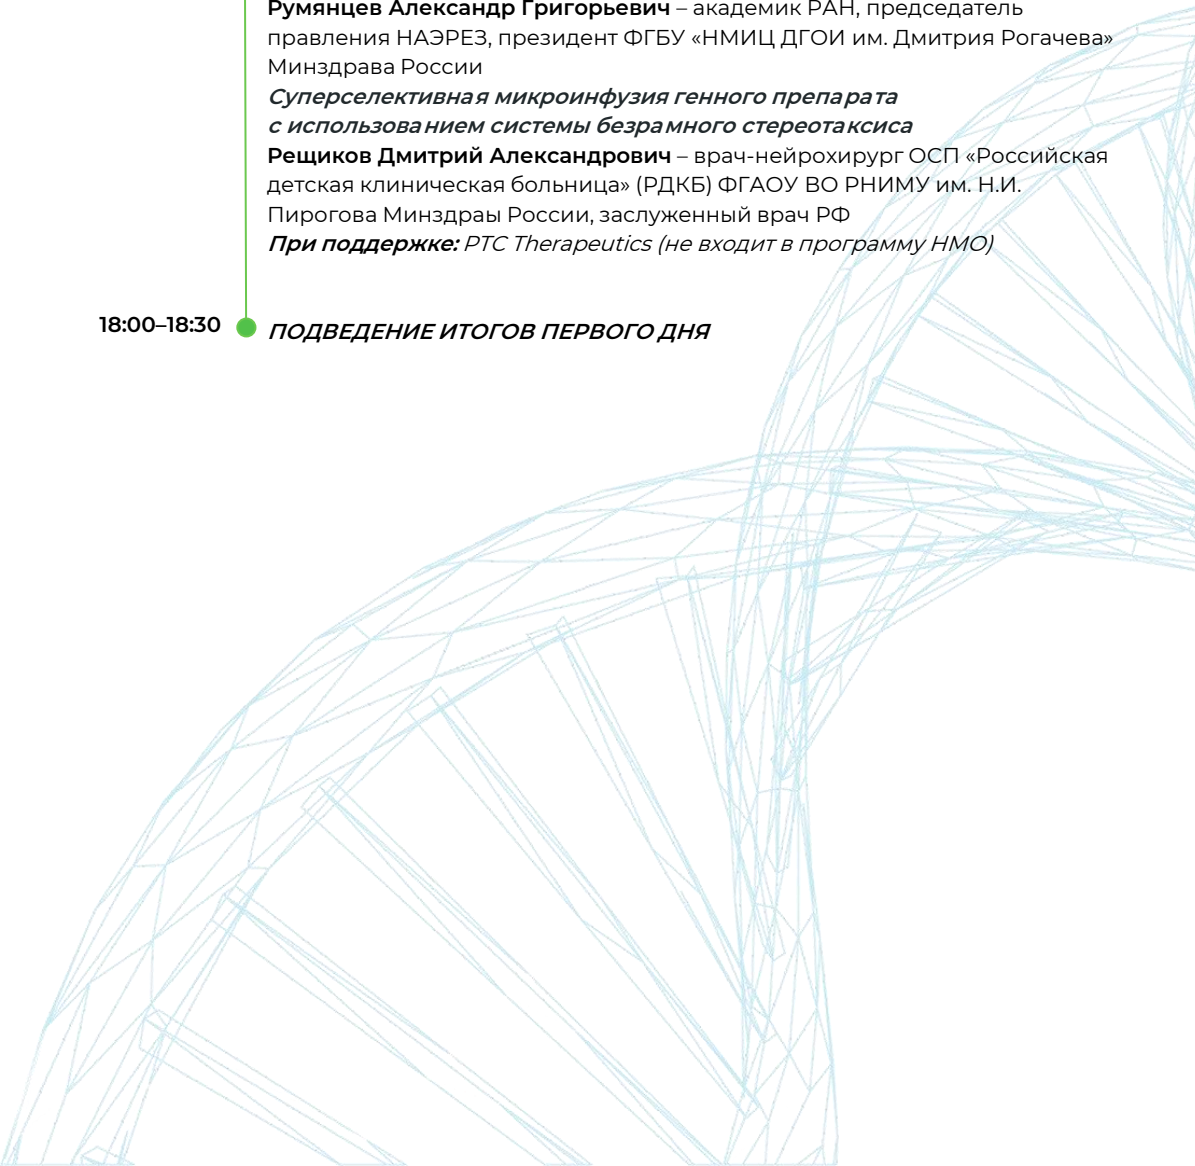 Румянцев Александр Григорьевич – академик РАН, председатель
правления НАЭРЕЗ, президент ФГБУ «НМИЦ ДГОИ им. Дмитрия Рогачева»
Минздрава России
Суперселективная микроинфузия генного препарата
с использованием системы безрамного стереотаксиса
Рещиков Дмитрий Александрович – врач-нейрохирург ОСП «Российская
детская клиническая больница» (РДКБ) ФГАОУ ВО РНИМУ им. Н.И.
Пирогова Минздраы России, заслуженный врач РФ
При поддержке: PTC Therapeutics (не входит в программу НМО)
18:00–18:30 ПОДВЕДЕНИЕ ИТОГОВ ПЕРВОГО ДНЯ